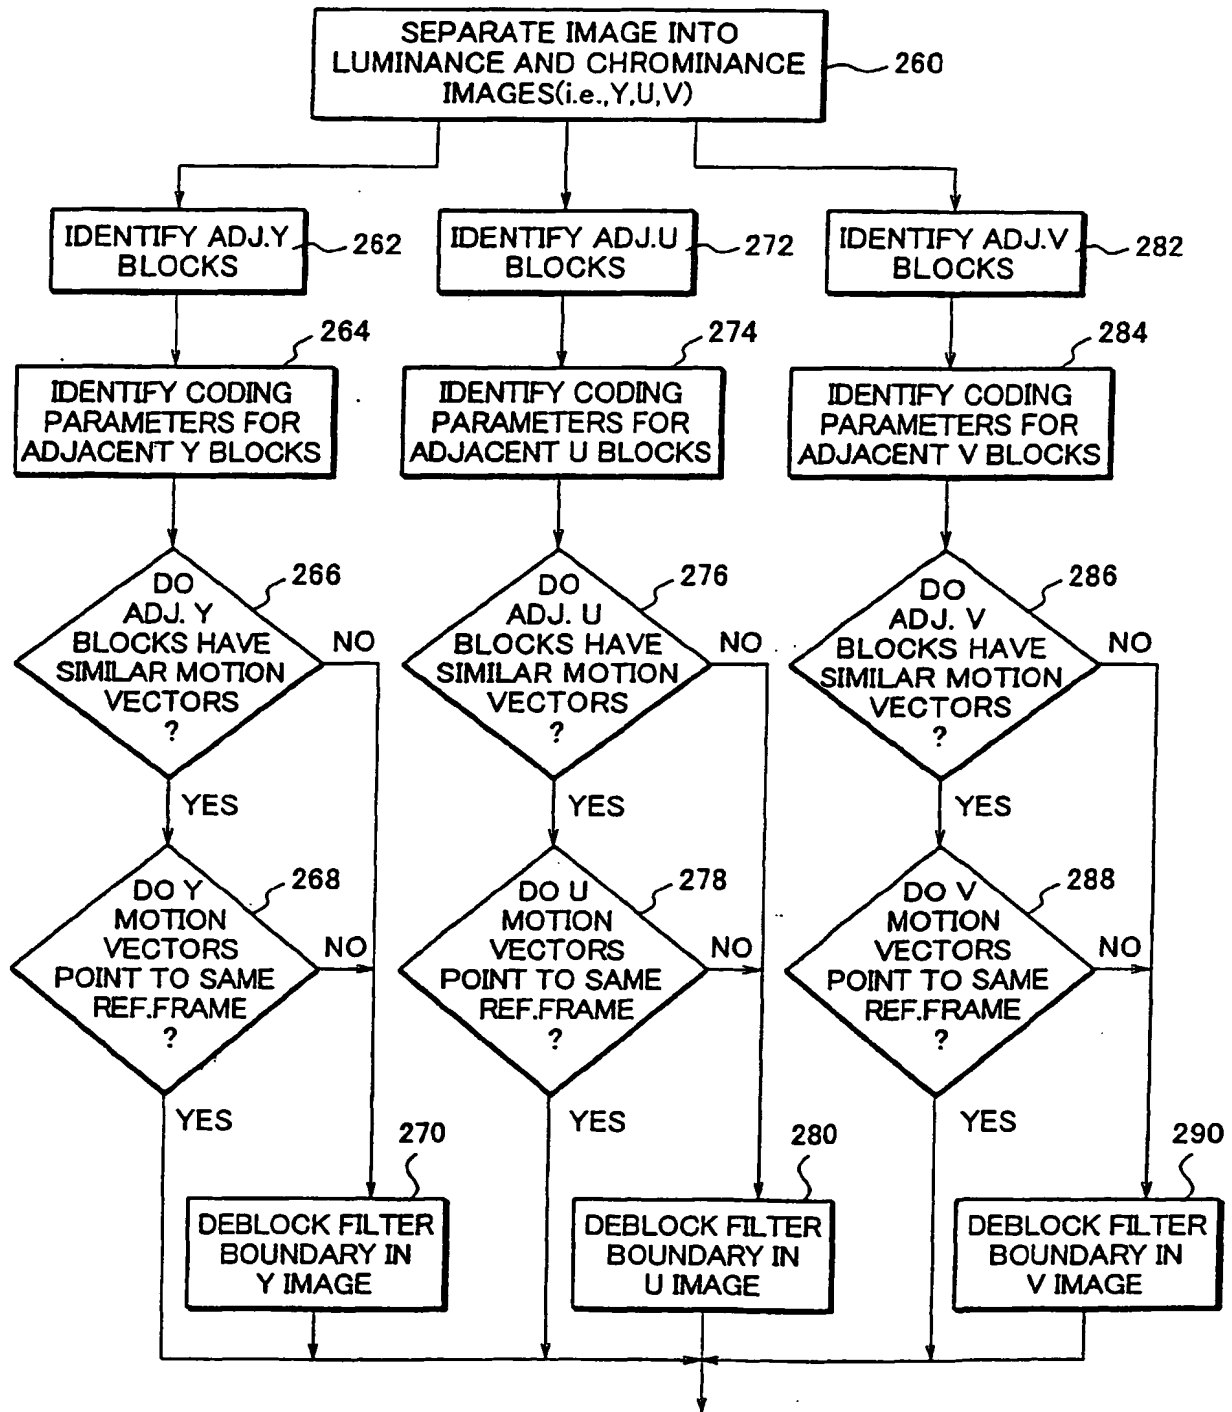 SEPARATE IMAGE INTO
LUMINANCE AND CHROMINANCE
IMAGES(i.e.,Y,U,V)
260
IDENTIFY ADJ.Y
BLOCKS
262
IDENTIFY ADJ.U
BLOCKS
272
IDENTIFY ADJ.V
BLOCKS
282
264
IDENTIFY CODING
PARAMETERS FOR
ADJACENT Y BLOCKS
274
IDENTIFY CODING
PARAMETERS FOR
ADJACENT U BLOCKS
284
IDENTIFY CODING
PARAMETERS FOR
ADJACENT V BLOCKS
266
DO
ADJ. Y
BLOCKS HAVE
SIMILAR MOTION
VECTORS
?
NO
YES
276
DO
ADJ. U
BLOCKS HAVE
SIMILAR MOTION
VECTORS
?
NO
YES
286
DO
ADJ. V
BLOCKS HAVE
SIMILAR MOTION
VECTORS
?
NO
YES
268
DO Y
MOTION
VECTORS
POINT TO SAME
REF.FRAME
?
NO
YES
278
DO U
MOTION
VECTORS
POINT TO SAME
REF.FRAME
?
NO
YES
288
DO V
MOTION
VECTORS
POINT TO SAME
REF.FRAME
?
NO
YES
270
DEBLOCK FILTER
BOUNDARY IN
Y IMAGE
280
DEBLOCK FILTER
BOUNDARY IN
U IMAGE
290
DEBLOCK FILTER
BOUNDARY IN
V IMAGE